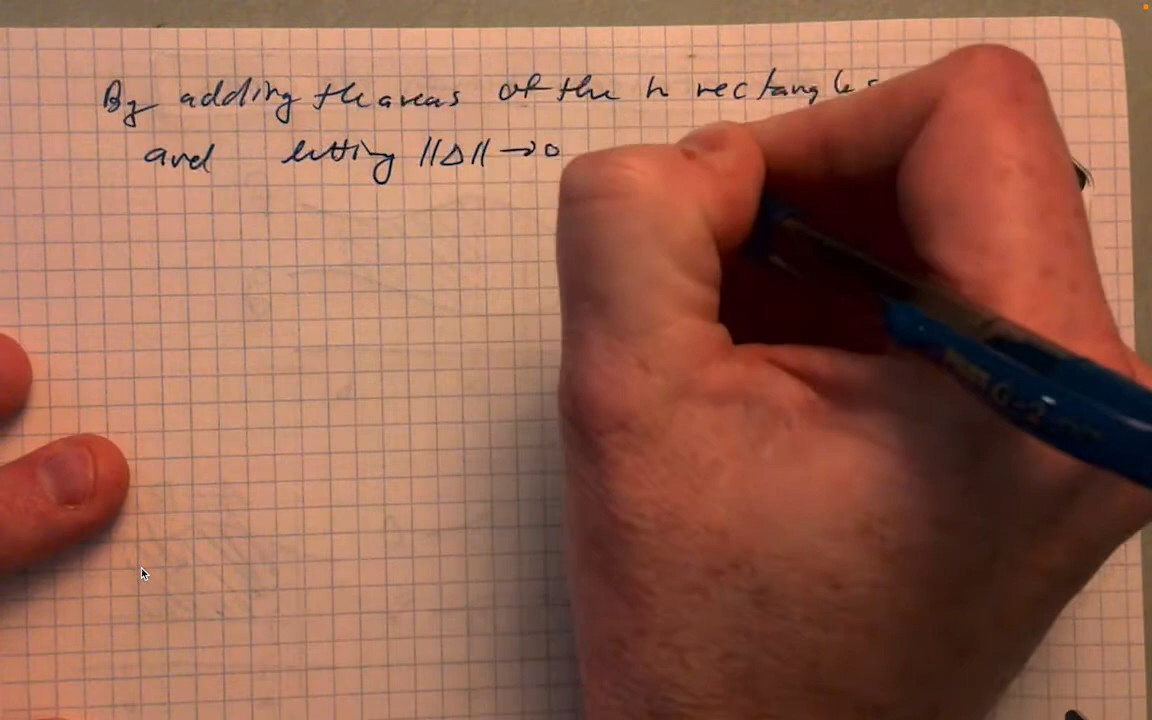 By adding the areas of the n rectangles
and letting ||Δ|| → 0